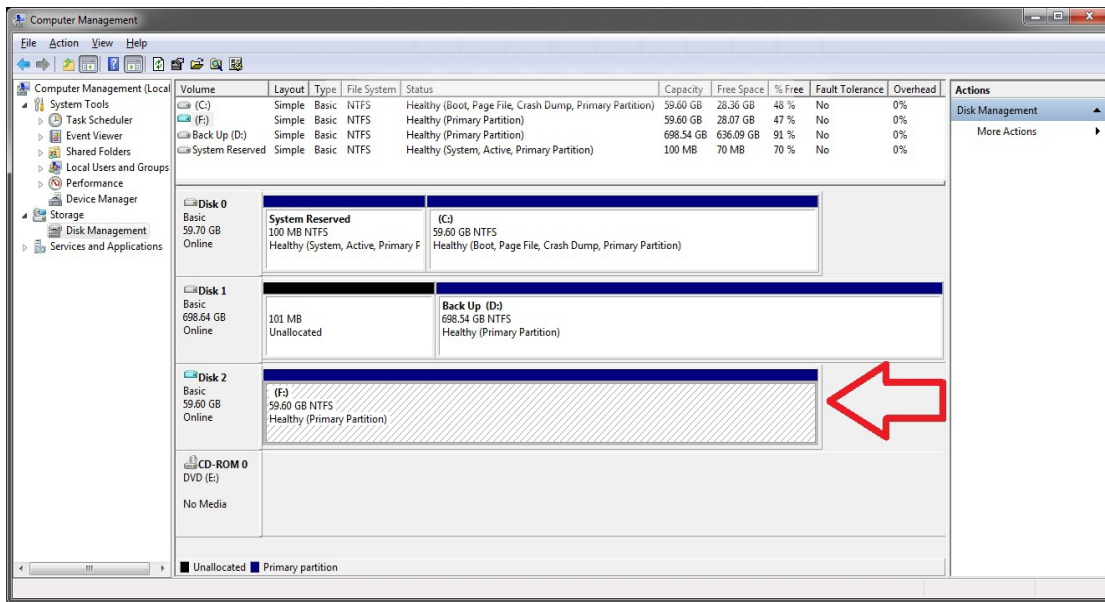 Computer Management
File Action View Help
Computer Management (Local
System Tools
Task Scheduler
Event Viewer
Shared Folders
Local Users and Groups
Performance
Device Manager
Storage
Disk Management
Services and Applications
Volume Layout Type File System Status Capacity Free Space % Free Fault Tolerance Overhead
(C:) Simple Basic NTFS Healthy (Boot, Page File, Crash Dump, Primary Partition) 59.60 GB 28.36 GB 48 % No 0%
(F:) Simple Basic NTFS Healthy (Primary Partition) 59.60 GB 28.07 GB 47 % No 0%
Back Up (D:) Simple Basic NTFS Healthy (Primary Partition) 698.54 GB 636.09 GB 91 % No 0%
System Reserved Simple Basic NTFS Healthy (System, Active, Primary Partition) 100 MB 70 MB 70 % No 0%
Disk 0
Basic
59.70 GB
Online
System Reserved
100 MB NTFS
Healthy (System, Active, Primary P
(C:)
59.60 GB NTFS
Healthy (Boot, Page File, Crash Dump, Primary Partition)
Disk 1
Basic
698.64 GB
Online
101 MB
Unallocated
Back Up (D:)
698.54 GB NTFS
Healthy (Primary Partition)
Disk 2
Basic
59.60 GB
Online
(F:)
59.60 GB NTFS
Healthy (Primary Partition)
CD-ROM 0
DVD (E:)
No Media
Unallocated Primary partition
Actions
Disk Management
More Actions